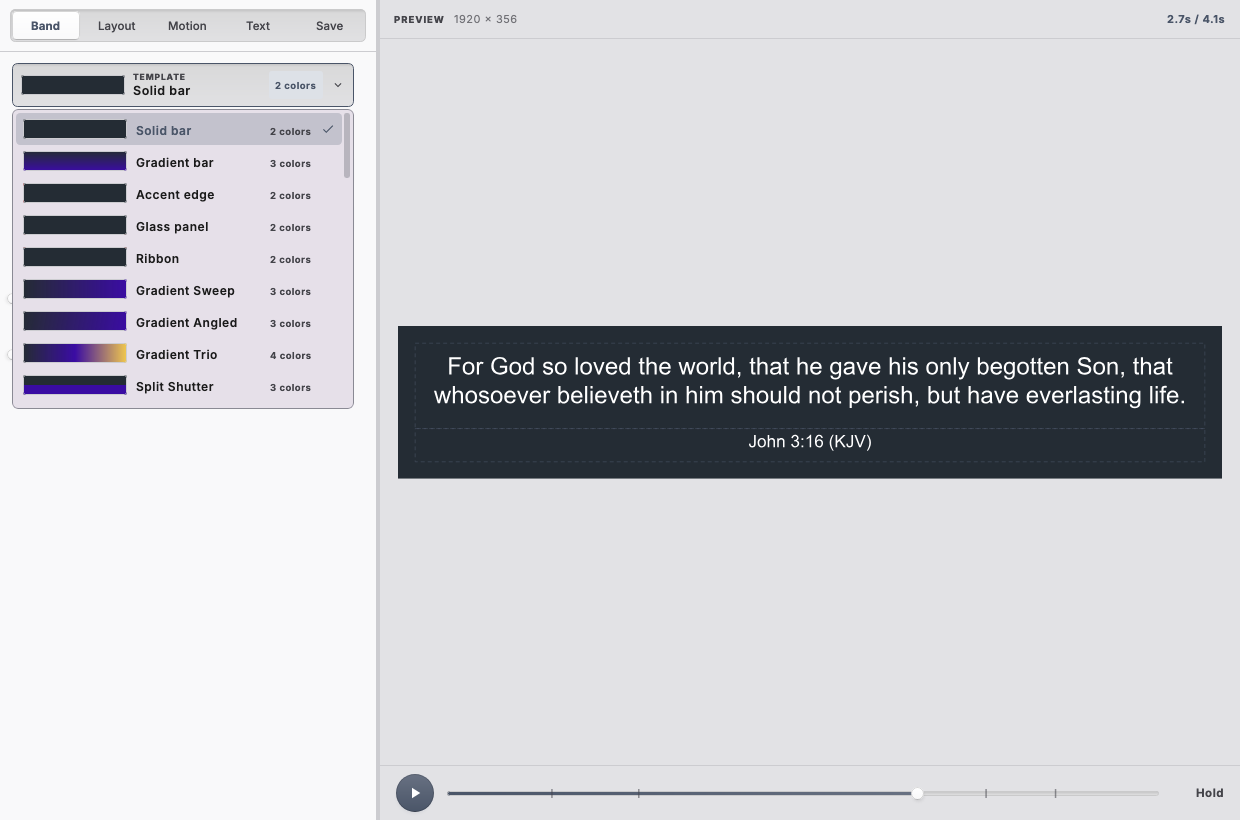 Band Layout Motion Text Save
TEMPLATE
Solid bar 2 colors
Solid bar 2 colors
Gradient bar 3 colors
Accent edge 2 colors
Glass panel 2 colors
Ribbon 2 colors
Gradient Sweep 3 colors
Gradient Angled 3 colors
Gradient Trio 4 colors
Split Shutter 3 colors
PREVIEW 1920 × 356 2.7s / 4.1s
For God so loved the world, that he gave his only begotten Son, that
whosoever believeth in him should not perish, but have everlasting life.
John 3:16 (KJV)
Hold